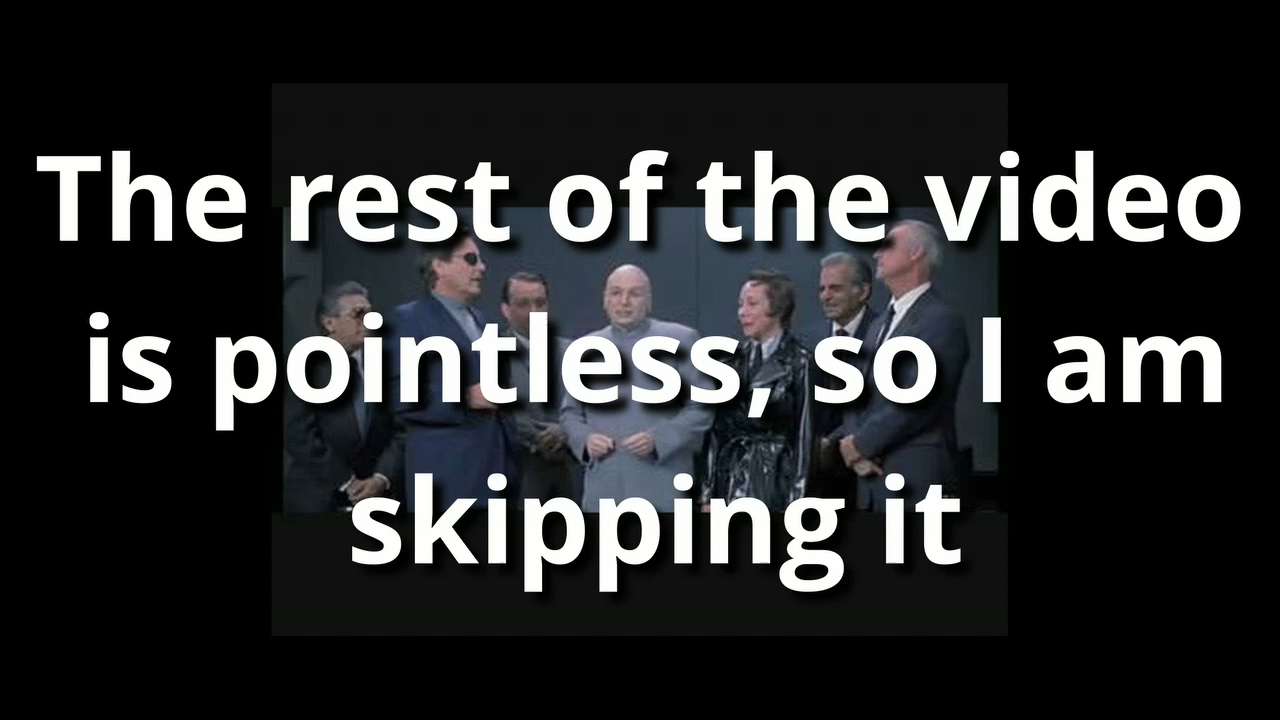 The rest of the video
is pointless, so I am
skipping it